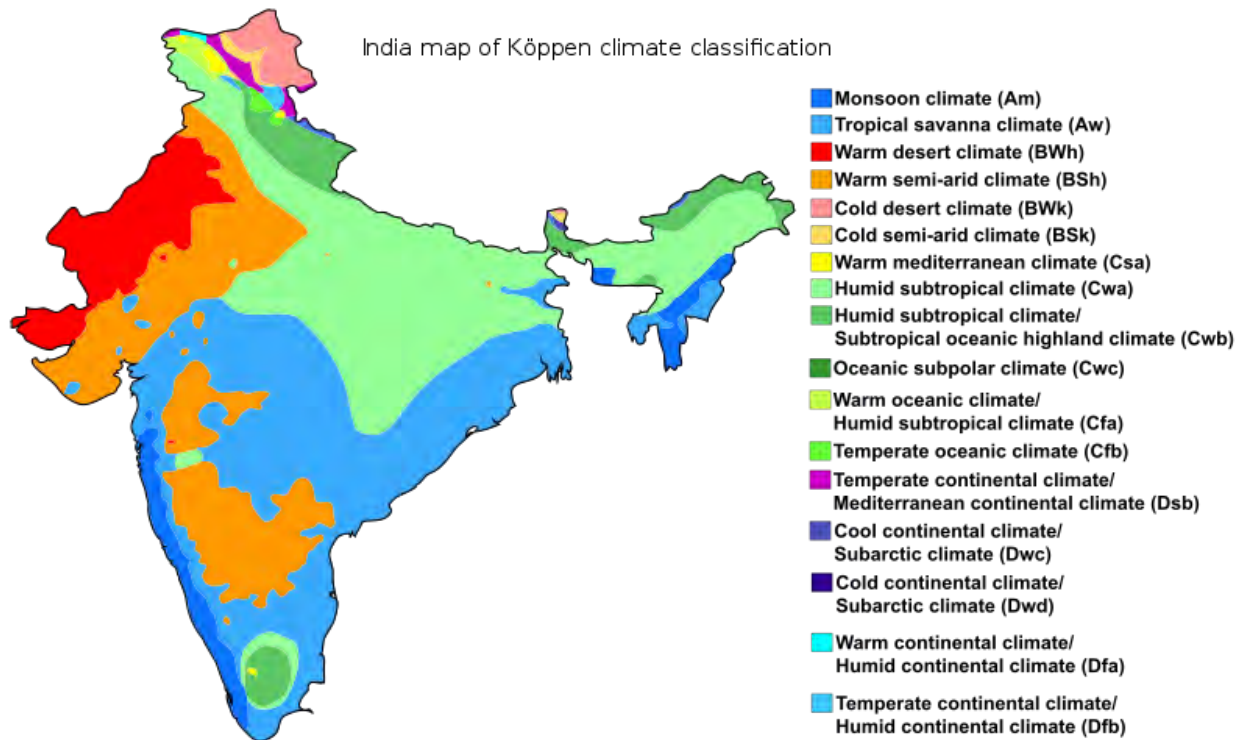 India map of Köppen climate classification
Monsoon climate (Am)
Tropical savanna climate (Aw)
Warm desert climate (BWh)
Warm semi-arid climate (BSh)
Cold desert climate (BWk)
Cold semi-arid climate (BSk)
Warm mediterranean climate (Csa)
Humid subtropical climate (Cwa)
Humid subtropical climate/
Subtropical oceanic highland climate (Cwb)
Oceanic subpolar climate (Cwc)
Warm oceanic climate/
Humid subtropical climate (Cfa)
Temperate oceanic climate (Cfb)
Temperate continental climate/
Mediterranean continental climate (Dsb)
Cool continental climate/
Subarctic climate (Dwc)
Cold continental climate/
Subarctic climate (Dwd)
Warm continental climate/
Humid continental climate (Dfa)
Temperate continental climate/
Humid continental climate (Dfb)